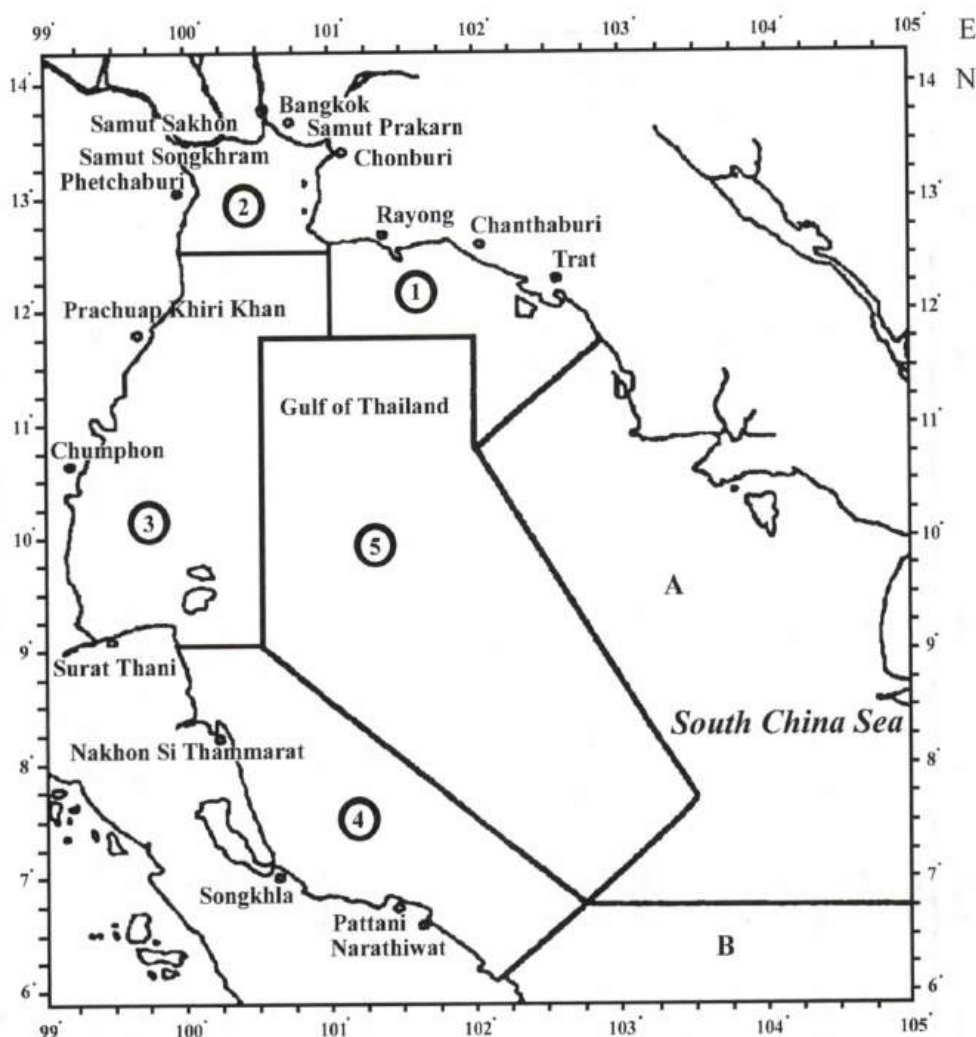 99° 100° 101° 102° 103° 104° 105° E
N
14° 14°
Bangkok
Samut Sakhon
Samut Prakarn
Samut Songkhram
Chonburi
Phetchaburi
13° 13°
2
Rayong
Chanthaburi
Trat
1
12° 12°
Prachuap Khiri Khan
Gulf of Thailand
11° 11°
Chumphon
3
10° 10°
5
A
9° 9°
Surat Thani
South China Sea
Nakhon Si Thammarat
8° 8°
4
7° 7°
Songkhla
Pattani
Narathiwat
B
6° 6°
99° 100° 101° 102° 103° 104° 105°